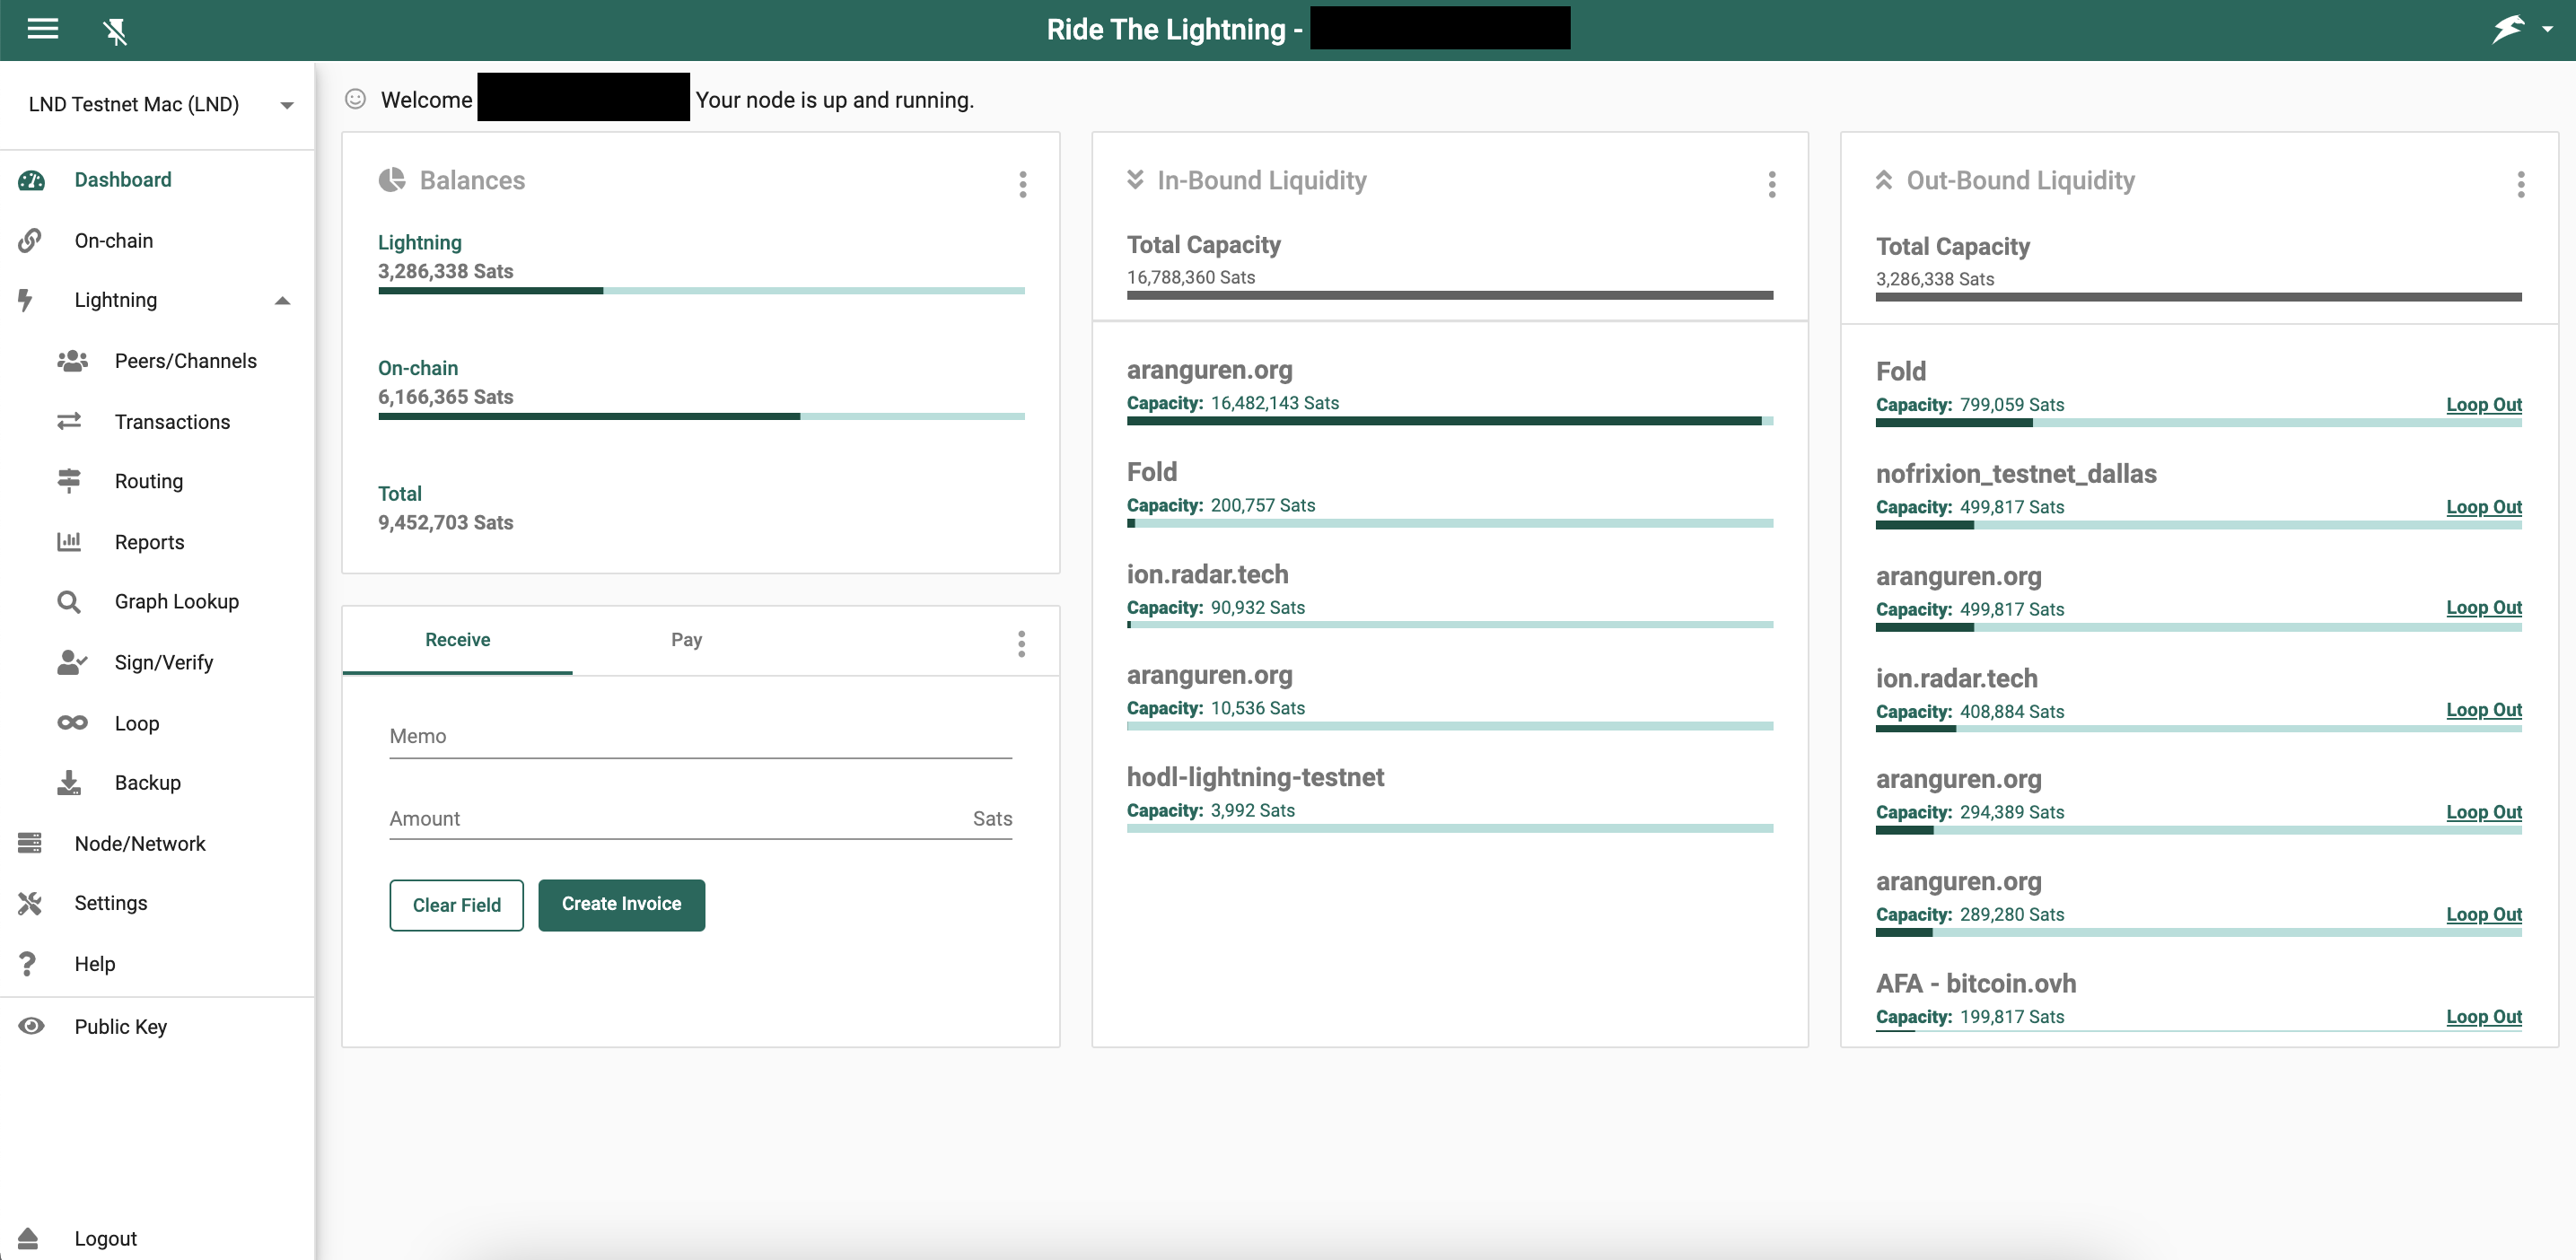 Ride The Lightning -
LND Testnet Mac (LND)
Dashboard
On-chain
Lightning
Peers/Channels
Transactions
Routing
Reports
Graph Lookup
Sign/Verify
Loop
Backup
Node/Network
Settings
Help
Public Key
Logout
Welcome Your node is up and running.
Balances
Lightning
3,286,338 Sats
On-chain
6,166,365 Sats
Total
9,452,703 Sats
Receive Pay
Memo
Amount Sats
Clear Field Create Invoice
In-Bound Liquidity
Total Capacity
16,788,360 Sats
aranguren.org
Capacity: 16,482,143 Sats
Fold
Capacity: 200,757 Sats
ion.radar.tech
Capacity: 90,932 Sats
aranguren.org
Capacity: 10,536 Sats
hodl-lightning-testnet
Capacity: 3,992 Sats
Out-Bound Liquidity
Total Capacity
3,286,338 Sats
Fold
Capacity: 799,059 Sats Loop Out
nofrixion_testnet_dallas
Capacity: 499,817 Sats Loop Out
aranguren.org
Capacity: 499,817 Sats Loop Out
ion.radar.tech
Capacity: 408,884 Sats Loop Out
aranguren.org
Capacity: 294,389 Sats Loop Out
aranguren.org
Capacity: 289,280 Sats Loop Out
AFA - bitcoin.ovh
Capacity: 199,817 Sats Loop Out